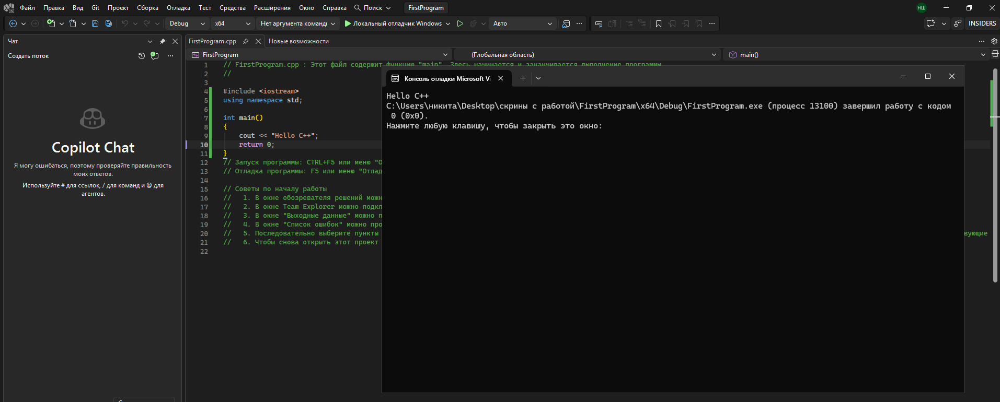 Файл Правка Вид Git Проект Сборка Отладка Тест Средства Расширения Окно Справка Поиск FirstProgram НШ
Debug x64 Нет аргумента команды Локальный отладчик Windows Авто INSIDERS
Чат
Создать поток
Copilot Chat
Я могу ошибаться, поэтому проверяйте правильность
моих ответов.
Используйте # для ссылок, / для команд и @ для
агентов.
FirstProgram.cpp Новые возможности
FirstProgram (Глобальная область) main()
1 // FirstProgram.cpp : Этот файл содержит функцию "main". Здесь начинается и заканчивается выполнение программы.
2 //
3
4 #include <iostream>
5 using namespace std;
6
7 int main()
8 {
9 cout << "Hello C++";
10 return 0;
11 }
12 // Запуск программы: CTRL+F5 или меню "О
13 // Отладка программы: F5 или меню "Отлад
14
15 // Советы по началу работы
16 // 1. В окне обозревателя решений можн
17 // 2. В окне Team Explorer можно подкл
18 // 3. В окне "Выходные данные" можно п
19 // 4. В окне "Список ошибок" можно про
20 // 5. Последовательно выберите пункты вующие
21 // 6. Чтобы снова открыть этот проект
22
Консоль отладки Microsoft Vi
Hello C++
C:\Users\никита\Desktop\скрины с работой\FirstProgram\x64\Debug\FirstProgram.exe (процесс 13100) завершил работу с кодом
0 (0x0).
Нажмите любую клавишу, чтобы закрыть это окно: